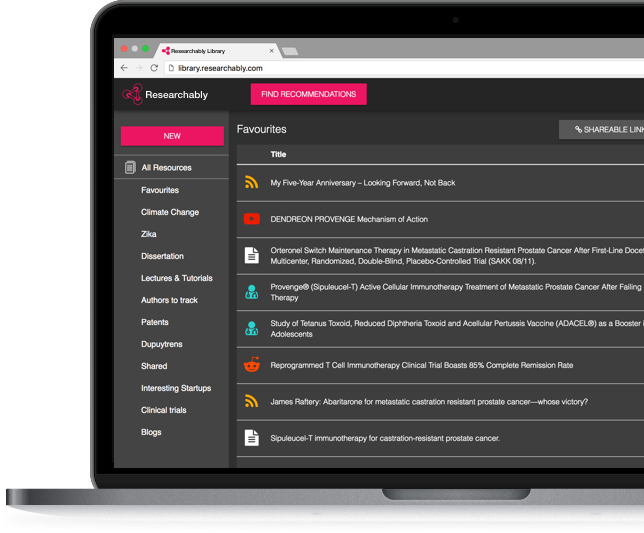 Researchably Library
library.researchably.com
Researchably
FIND RECOMMENDATIONS
NEW
All Resources
Favourites
Climate Change
Zika
Dissertation
Lectures & Tutorials
Authors to track
Patents
Dupuytrens
Shared
Interesting Startups
Clinical trials
Blogs
Favourites
SHAREABLE LINK
Title
My Five-Year Anniversary – Looking Forward, Not Back
DENDREON PROVENGE Mechanism of Action
Orteronel Switch Maintenance Therapy in Metastatic Castration Resistant Prostate Cancer After First-Line Docet
Multicenter, Randomized, Double-Blind, Placebo-Controlled Trial (SAKK 08/11).
Provenge® (Sipuleucel-T) Active Cellular Immunotherapy Treatment of Metastatic Prostate Cancer After Failing
Therapy
Study of Tetanus Toxoid, Reduced Diphtheria Toxoid and Acellular Pertussis Vaccine (ADACEL®) as a Booster
Adolescents
Reprogrammed T Cell Immunotherapy Clinical Trial Boasts 85% Complete Remission Rate
James Raftery: Abaritarone for metastatic castration resistant prostate cancer—whose victory?
Sipuleucel-T immunotherapy for castration-resistant prostate cancer.